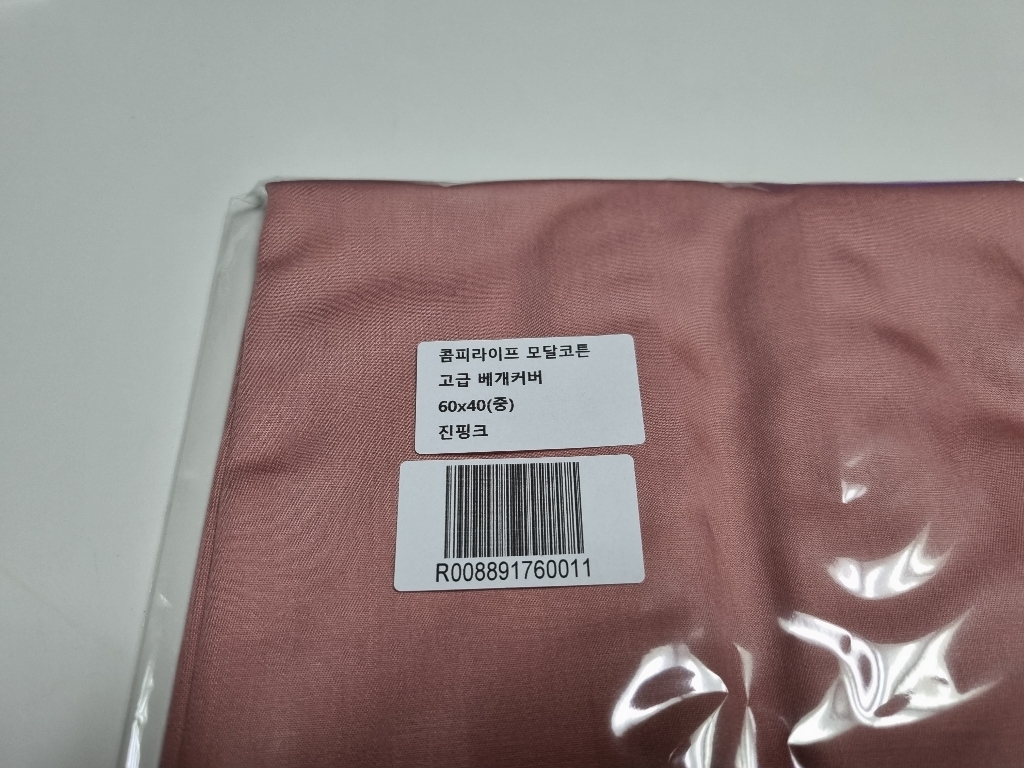 콤피라이프 모달코튼
고급 베개커버
60x40(중)
진핑크
R008891760011